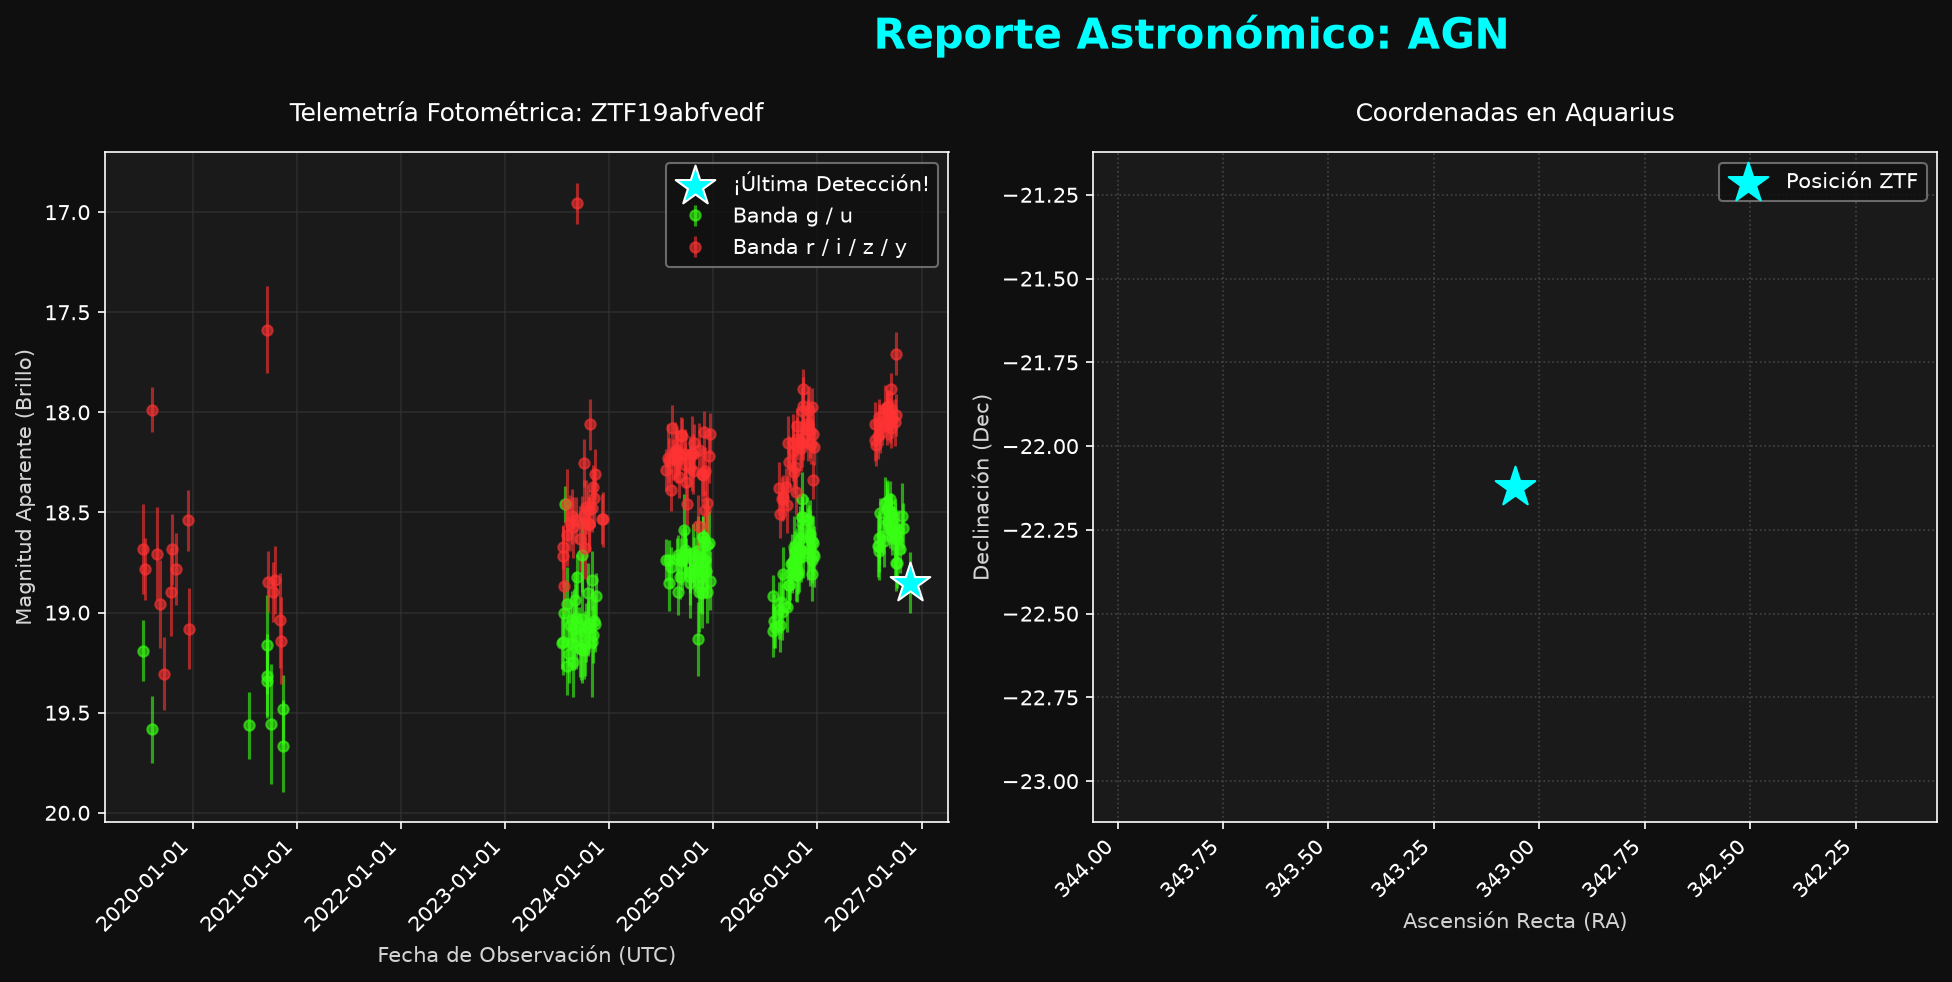 Reporte Astronómico: AGN
Telemetría Fotométrica: ZTF19abfvedf
Magnitud Aparente (Brillo)
17.0
17.5
18.0
18.5
19.0
19.5
20.0
¡Última Detección!
Banda g / u
Banda r / i / z / y
2020-01-01
2021-01-01
2022-01-01
2023-01-01
2024-01-01
2025-01-01
2026-01-01
2027-01-01
Fecha de Observación (UTC)
Coordenadas en Aquarius
Declinación (Dec)
−21.25
−21.50
−21.75
−22.00
−22.25
−22.50
−22.75
−23.00
Posición ZTF
344.00
343.75
343.50
343.25
343.00
342.75
342.50
342.25
Ascensión Recta (RA)